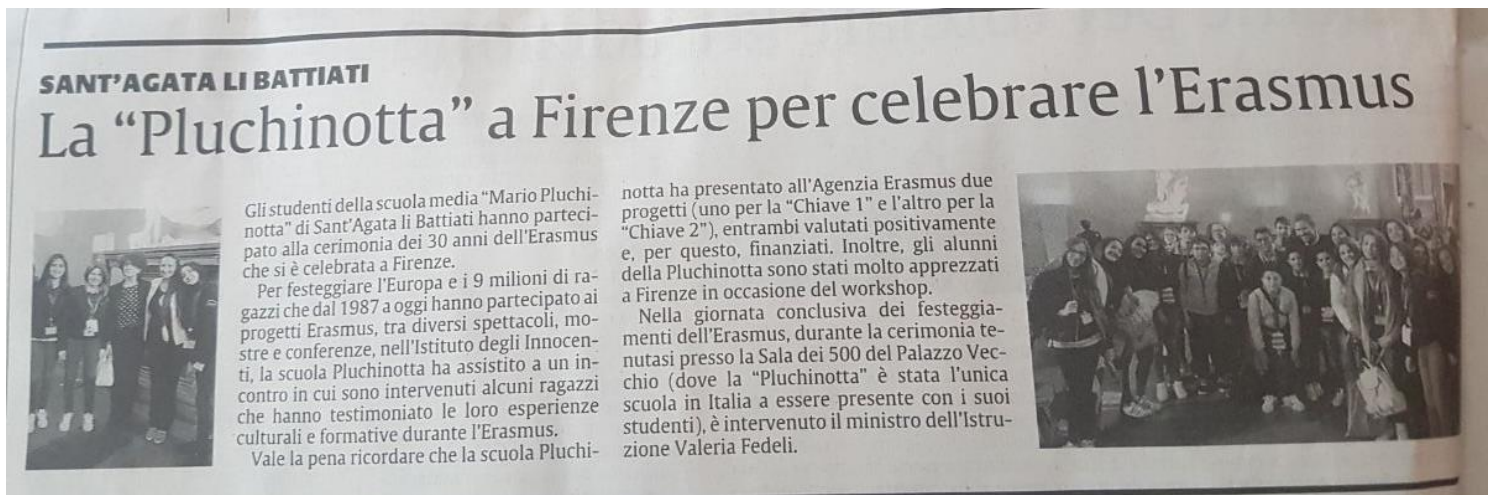 SANT'AGATA LI BATTIATI
La “Pluchinotta” a Firenze per celebrare l'Erasmus
Gli studenti della scuola media “Mario Pluchi-
notta” di Sant'Agata li Battiati hanno parteci-
pato alla cerimonia dei 30 anni dell'Erasmus
che si è celebrata a Firenze.
Per festeggiare l'Europa e i 9 milioni di ra-
gazzi che dal 1987 a oggi hanno partecipato ai
progetti Erasmus, tra diversi spettacoli, mo-
stre e conferenze, nell'Istituto degli Innocen-
ti, la scuola Pluchinotta ha assistito a un in-
contro in cui sono intervenuti alcuni ragazzi
che hanno testimoniato le loro esperienze
culturali e formative durante l'Erasmus.
Vale la pena ricordare che la scuola Pluchi-
notta ha presentato all'Agenzia Erasmus due
progetti (uno per la “Chiave 1” e l'altro per la
“Chiave 2”), entrambi valutati positivamente
e, per questo, finanziati. Inoltre, gli alunni
della Pluchinotta sono stati molto apprezzati
a Firenze in occasione del workshop.
Nella giornata conclusiva dei festeggia-
menti dell'Erasmus, durante la cerimonia te-
nutasi presso la Sala dei 500 del Palazzo Vec-
chio (dove la “Pluchinotta” è stata l'unica
scuola in Italia a essere presente con i suoi
studenti), è intervenuto il ministro dell'Istru-
zione Valeria Fedeli.